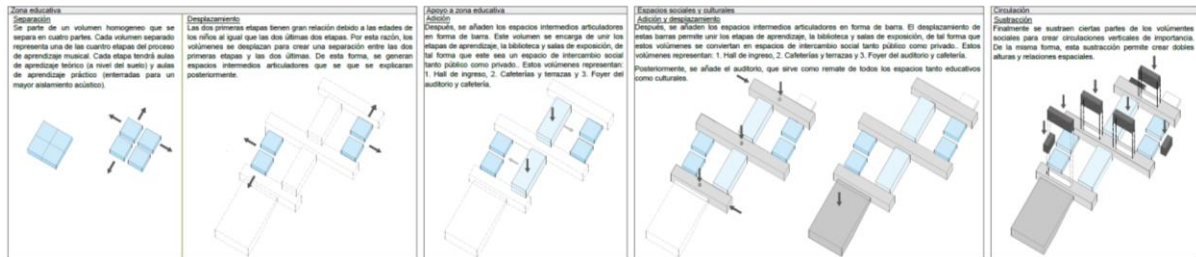 Zona educativa
Separación
Se parte de un volumen homogeneo que se
separa en cuatro partes. Cada volumen separado
representa una de las cuantro etapas del proceso
de aprendizaje musical. Cada etapa tendrá aulas
de apredizaje teórico (a nivel del suelo) y aulas
de aprendizaje práctico (enterradas para un
mayor aislamiento acústico).
Desplazamiento
Las dos primeras etapas tienen gran relación debido a las edades de
los niños al igual que las dos últimas dos etapas. Por esta razón, los
volúmenes se desplazan para crear una separación entre las dos
primeras etapas y las dos últimas. De esta forma, se generan
espacios intermedios articuladores que se que se explicaran
posteriormente.
Apoyo a zona educativa
Adición
Después, se añaden los espacios intermedios articuladores
en forma de barra. Este volumen se encarga de unir los
etapas de aprendizaje, la biblioteca y salas de exposición, de
tal forma que este sea un espacio de intercambio social
tanto público como privado.. Estos volúmenes representan:
1. Hall de ingreso, 2. Cafeterías y terrazas y 3. Foyer del
auditorio y cafetería.
Espacios sociales y culturales
Adición y desplazamiento
Después, se añaden los espacios intermedios articuladores en forma de barra. El desplazamiento de
estas barras permite unir los etapas de aprendizaje, la biblioteca y salas de exposición, de tal forma que
estos volúmenes se conviertan en espacios de intercambio social tanto público como privado.. Estos
volúmenes representan: 1. Hall de ingreso, 2. Cafeterías y terrazas y 3. Foyer del auditorio y cafetería.
Posteriormente, se añade el auditorio, que sirve como remate de todos los espacios tanto educativos
como culturales.
Circulación
Sustracción
Finalmente se sustraen ciertas partes de los volúmenes
sociales para crear circulaciones verticales de importancia.
De la misma forma, esta sustracción permite crear dobles
alturas y relaciones espaciales.